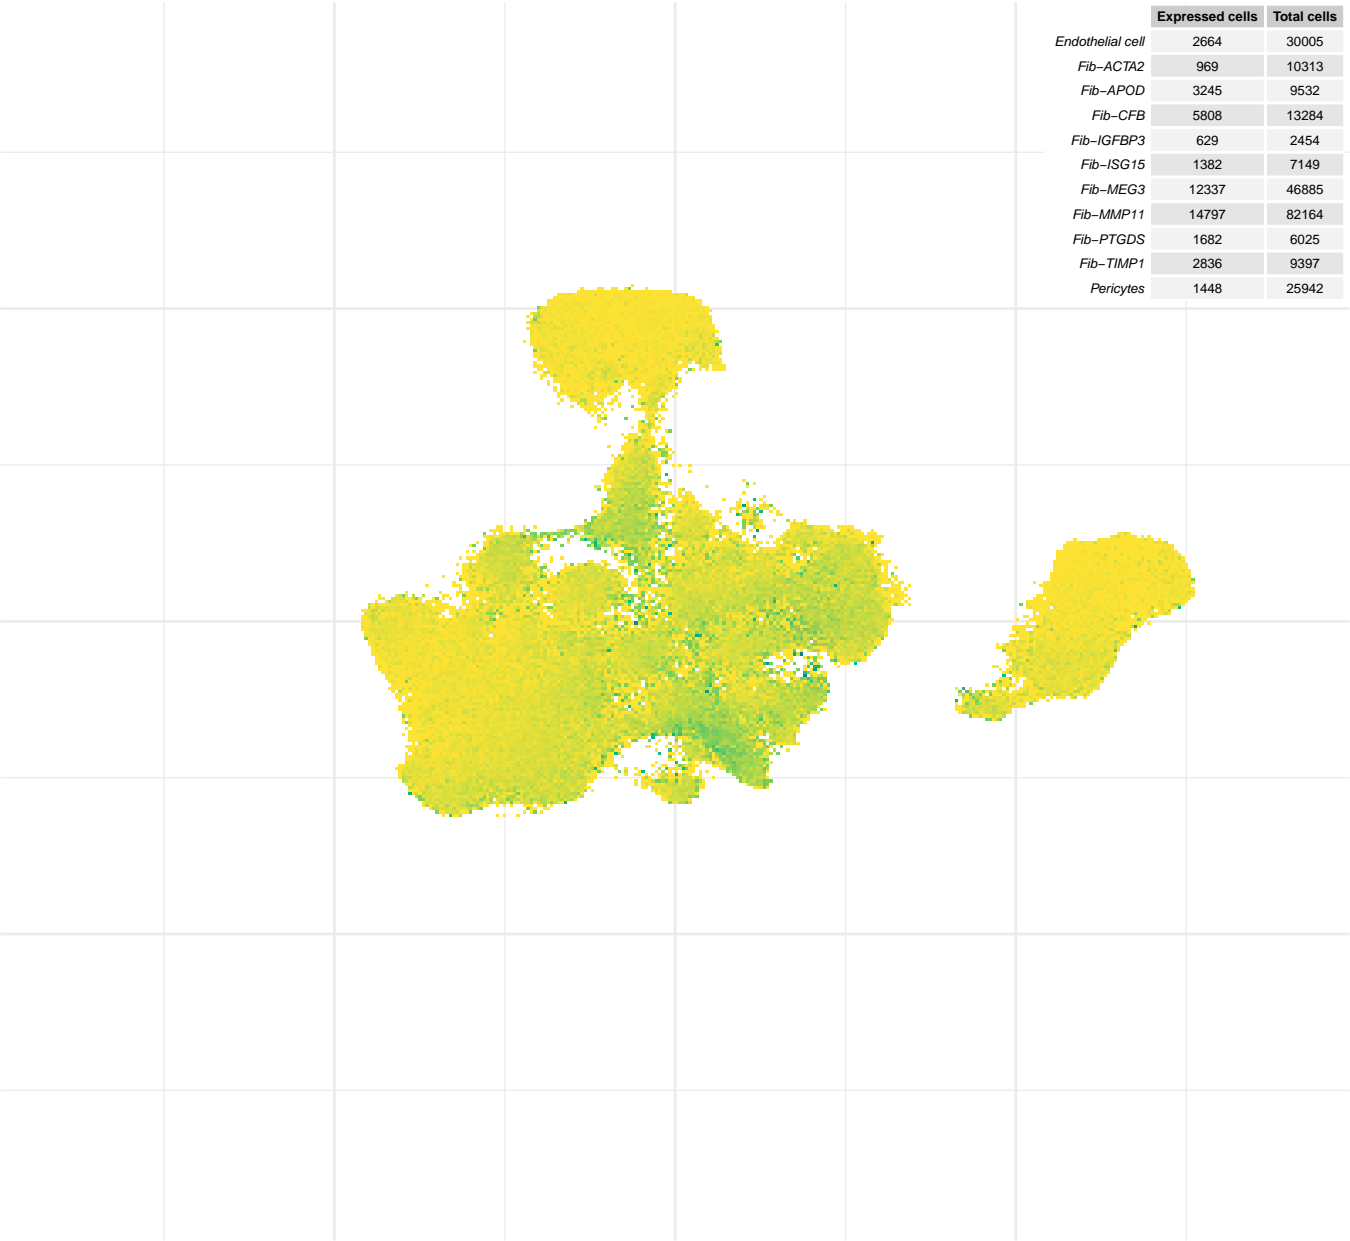 Expressed cells Total cells
Endothelial cell 2664 30005
Fib−ACTA2 969 10313
Fib−APOD 3245 9532
Fib−CFB 5808 13284
Fib−IGFBP3 629 2454
Fib−ISG15 1382 7149
Fib−MEG3 12337 46885
Fib−MMP11 14797 82164
Fib−PTGDS 1682 6025
Fib−TIMP1 2836 9397
Pericytes 1448 25942